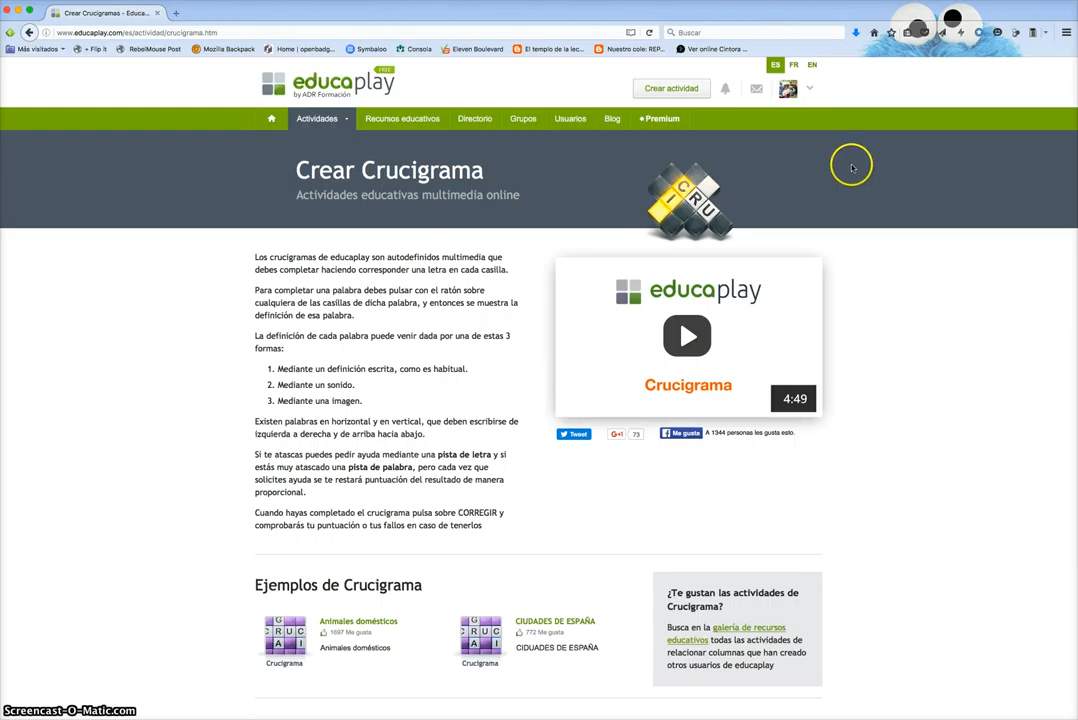 Crear Crucigramas - Educa...
www.educaplay.com/es/actividad/crucigrama.htm
Buscar
Más visitados
+ Flip it
RebelMouse Post
Mozilla Backpack
Home | openbadg...
Symbaloo
Consola
Eleven Boulevard
El templo de la lec...
Nuestro cole: REP...
Ver online Cintora ...
ES FR EN
educaplay FREE
by ADR Formación
Crear actividad
Actividades
Recursos educativos
Directorio
Grupos
Usuarios
Blog
Premium
Crear Crucigrama
Actividades educativas multimedia online
C
I R
U
Los crucigramas de educaplay son autodefinidos multimedia que
debes completar haciendo corresponder una letra en cada casilla.
Para completar una palabra debes pulsar con el ratón sobre
cualquiera de las casillas de dicha palabra, y entonces se muestra la
definición de esa palabra.
La definición de cada palabra puede venir dada por una de estas 3
formas:
1. Mediante un definición escrita, como es habitual.
2. Mediante un sonido.
3. Mediante una imagen.
Existen palabras en horizontal y en vertical, que deben escribirse de
izquierda a derecha y de arriba hacia abajo.
Si te atascas puedes pedir ayuda mediante una pista de letra y si
estás muy atascado una pista de palabra, pero cada vez que
solicites ayuda se te restará puntuación del resultado de manera
proporcional.
Cuando hayas completado el crucigrama pulsa sobre CORREGIR y
comprobarás tu puntuación o tus fallos en caso de tenerlos
educaplay
Crucigrama
4:49
Tweet
G+1 73
Me gusta A 1344 personas les gusta esto.
Ejemplos de Crucigrama
Animales domésticos
1697 Me gusta
Animales domésticos
Crucigrama
CIUDADES DE ESPAÑA
772 Me gusta
CIUDADES DE ESPAÑA
Crucigrama
¿Te gustan las actividades de
Crucigrama?
Busca en la galería de recursos
educativos todas las actividades de
relacionar columnas que han creado
otros usuarios de educaplay
Screencast-O-Matic.com